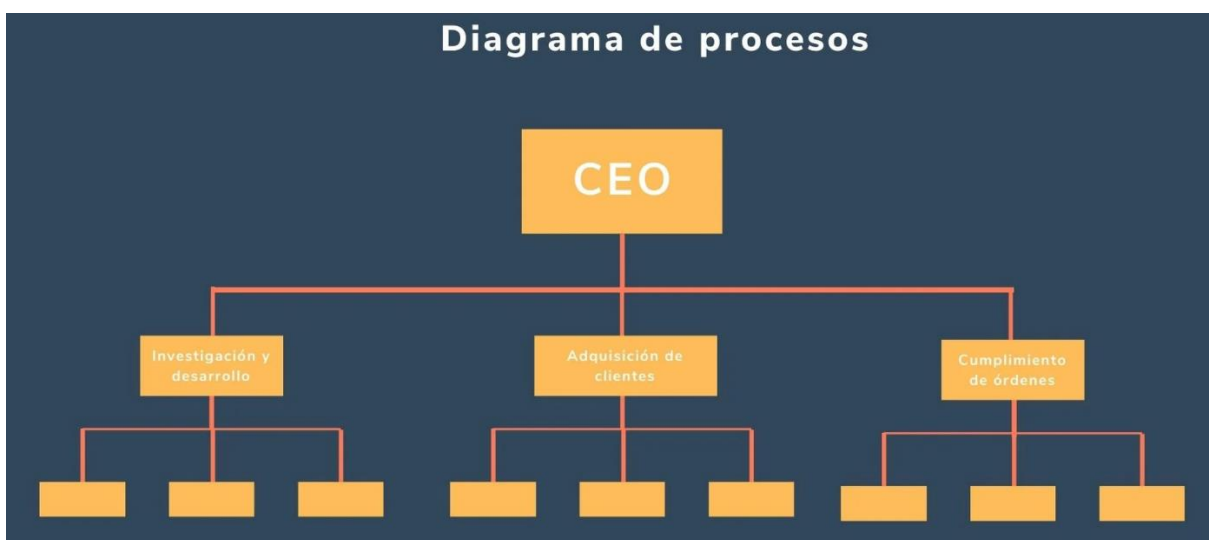 Diagrama de procesos
CEO
Investigación y
desarrollo
Adquisición de
clientes
Cumplimiento
de órdenes